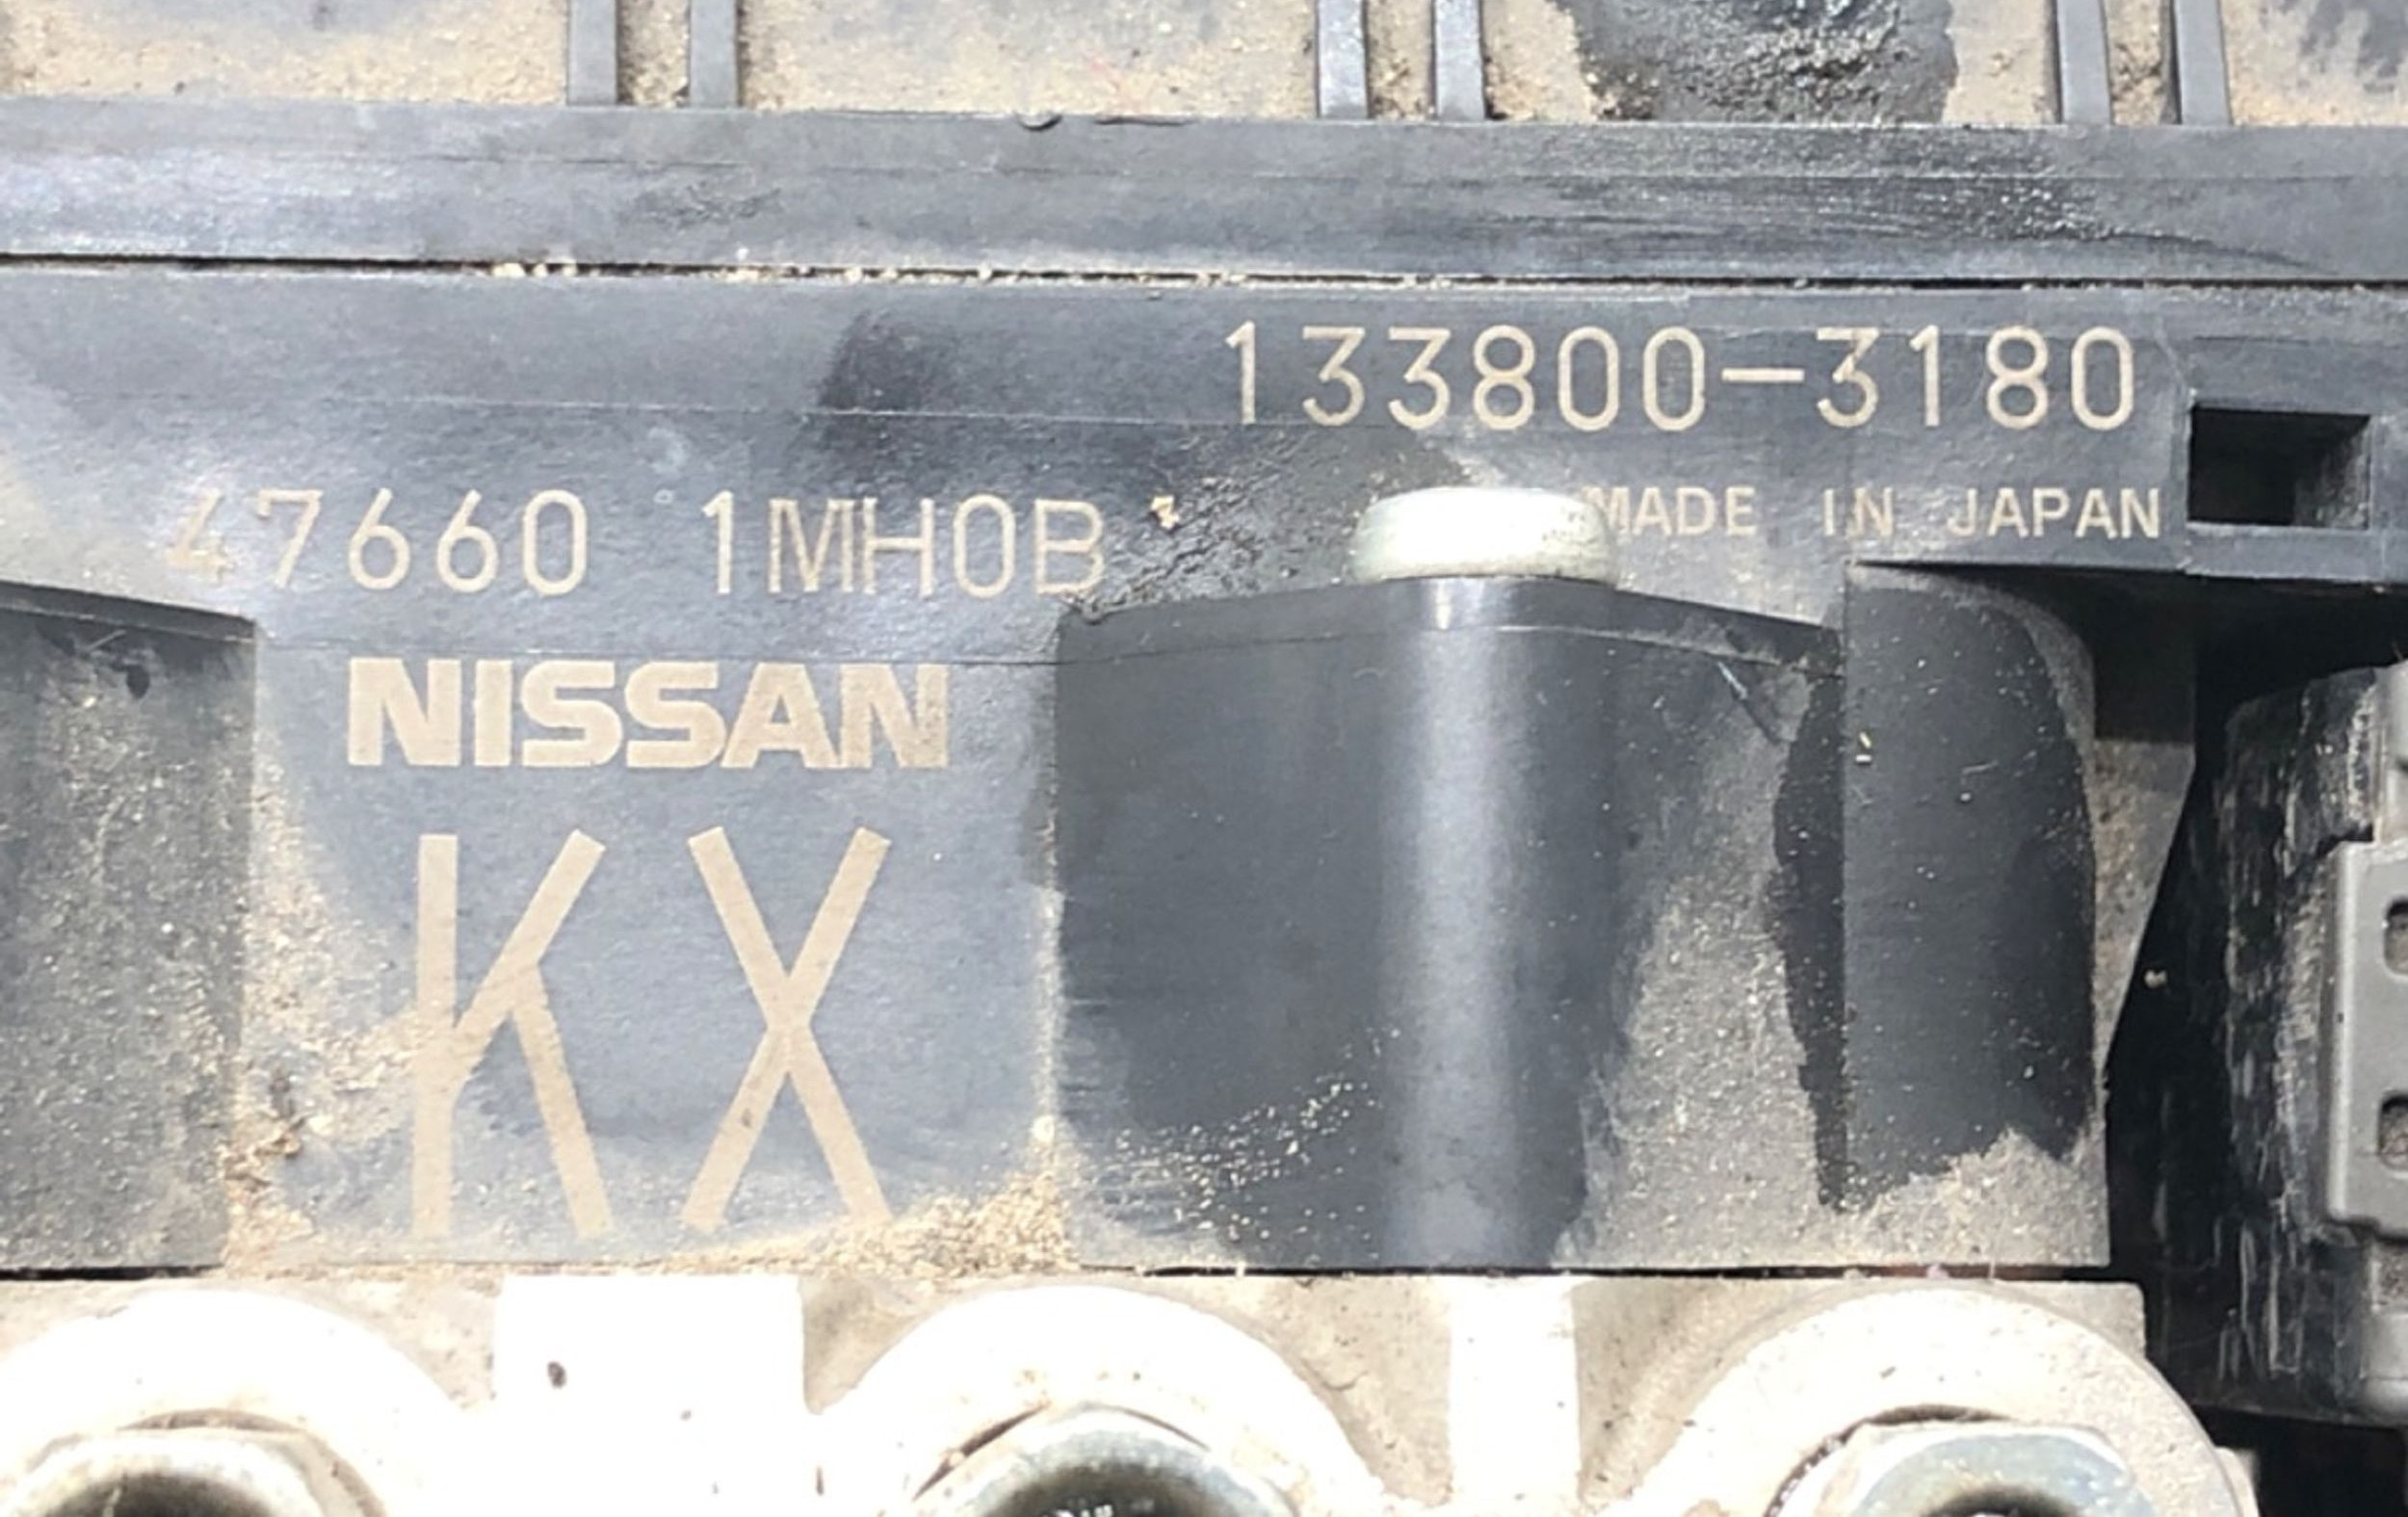 133800-3180
MADE IN JAPAN
47660 1MH0B
NISSAN
KX